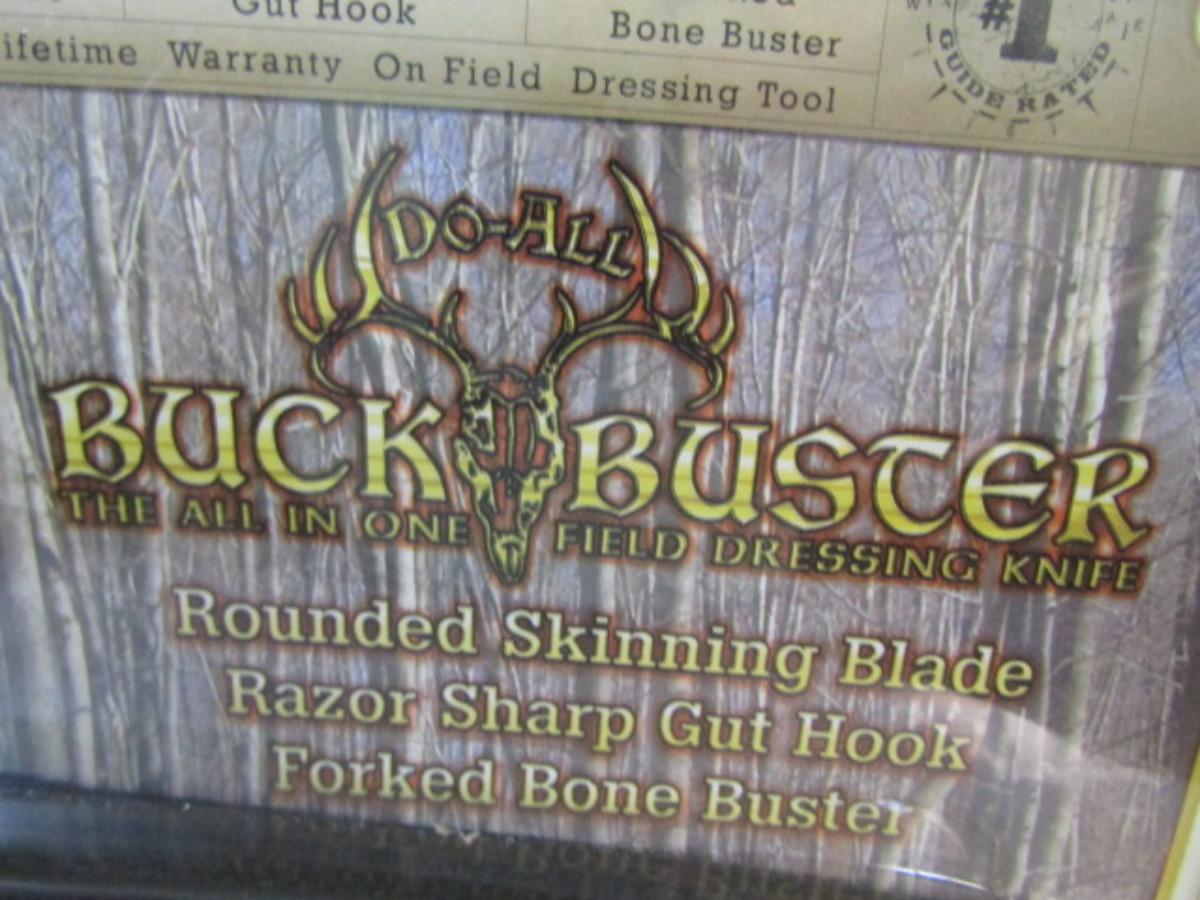 Gut Hook
Bone Buster
Warranty On Field Dressing Tool
#1
GUIDE RATED
DO-ALL
BUCK BUSTER
THE ALL IN ONE FIELD DRESSING KNIFE
Rounded Skinning Blade
Razor Sharp Gut Hook
Forked Bone Buster